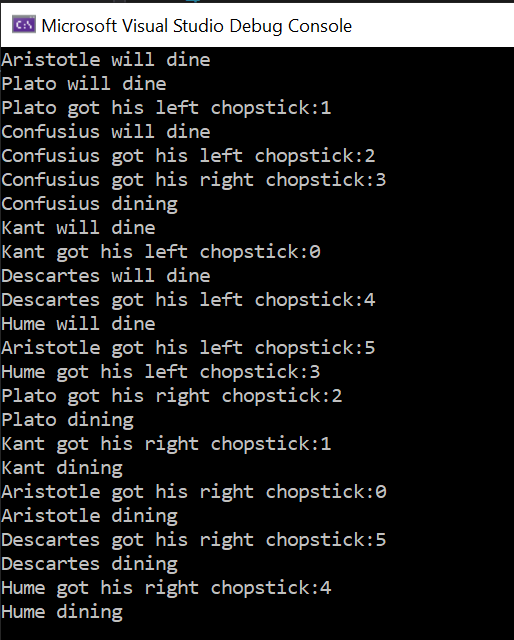 C:\
Microsoft Visual Studio Debug Console
Aristotle will dine
Plato will dine
Plato got his left chopstick:1
Confusius will dine
Confusius got his left chopstick:2
Confusius got his right chopstick:3
Confusius dining
Kant will dine
Kant got his left chopstick:0
Descartes will dine
Descartes got his left chopstick:4
Hume will dine
Aristotle got his left chopstick:5
Hume got his left chopstick:3
Plato got his right chopstick:2
Plato dining
Kant got his right chopstick:1
Kant dining
Aristotle got his right chopstick:0
Aristotle dining
Descartes got his right chopstick:5
Descartes dining
Hume got his right chopstick:4
Hume dining